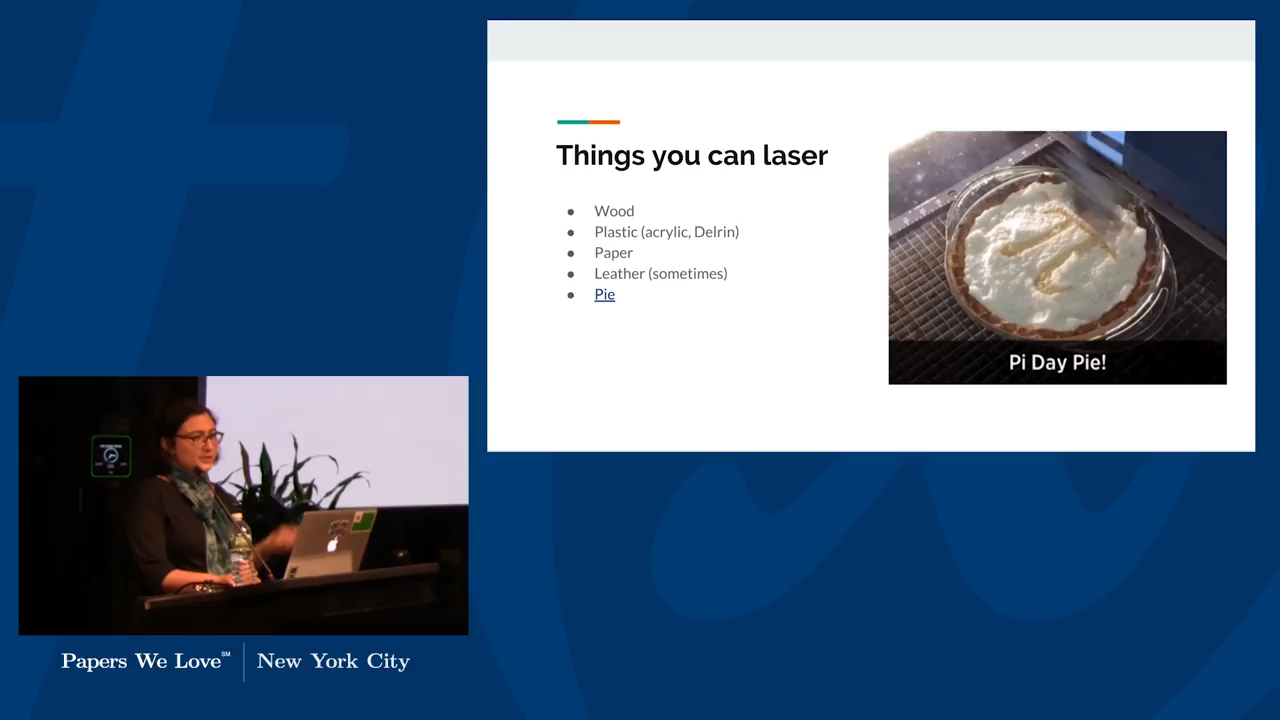 Things you can laser
Wood
Plastic (acrylic, Delrin)
Paper
Leather (sometimes)
Pie
Pi Day Pie!
Papers We Love℠ | New York City